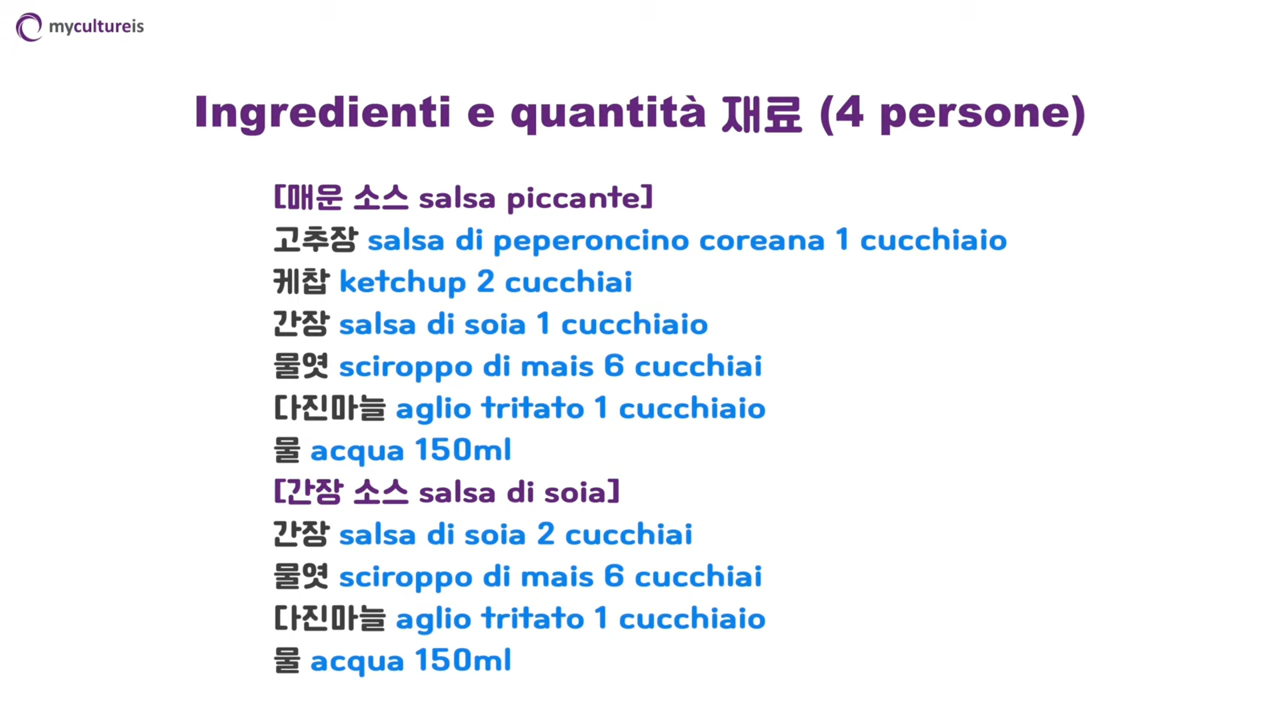 mycultureis
Ingredienti e quantità 재료 (4 persone)
[매운 소스 salsa piccante]
고추장 salsa di peperoncino coreana 1 cucchiaio
케찹 ketchup 2 cucchiai
간장 salsa di soia 1 cucchiaio
물엿 sciroppo di mais 6 cucchiai
다진마늘 aglio tritato 1 cucchiaio
물 acqua 150ml
[간장 소스 salsa di soia]
간장 salsa di soia 2 cucchiai
물엿 sciroppo di mais 6 cucchiai
다진마늘 aglio tritato 1 cucchiaio
물 acqua 150ml